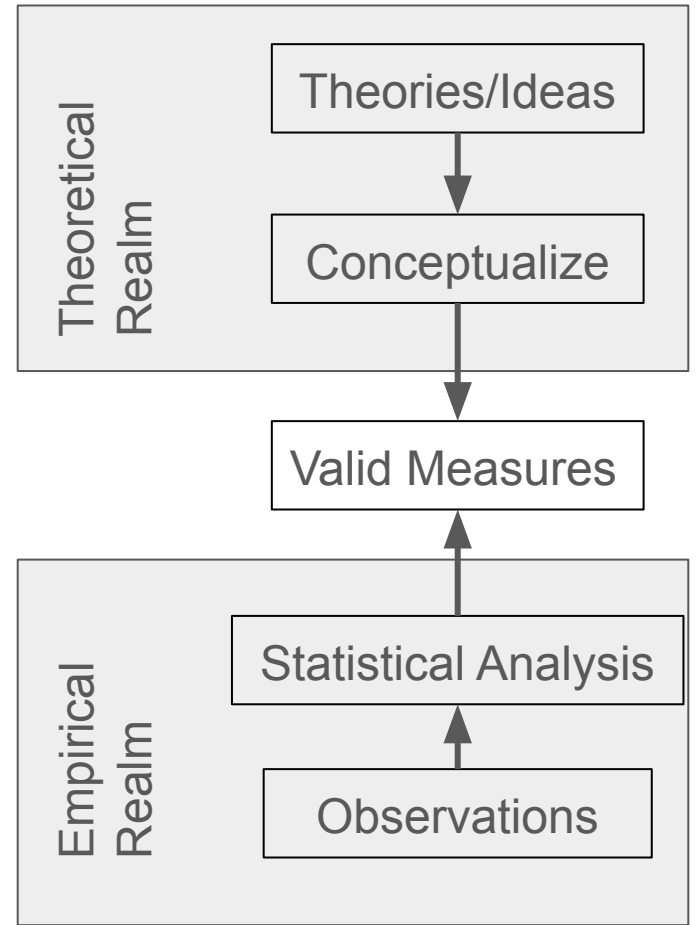 Theoretical
Realm
Theories/Ideas
Conceptualize
Valid Measures
Empirical
Realm
Statistical Analysis
Observations